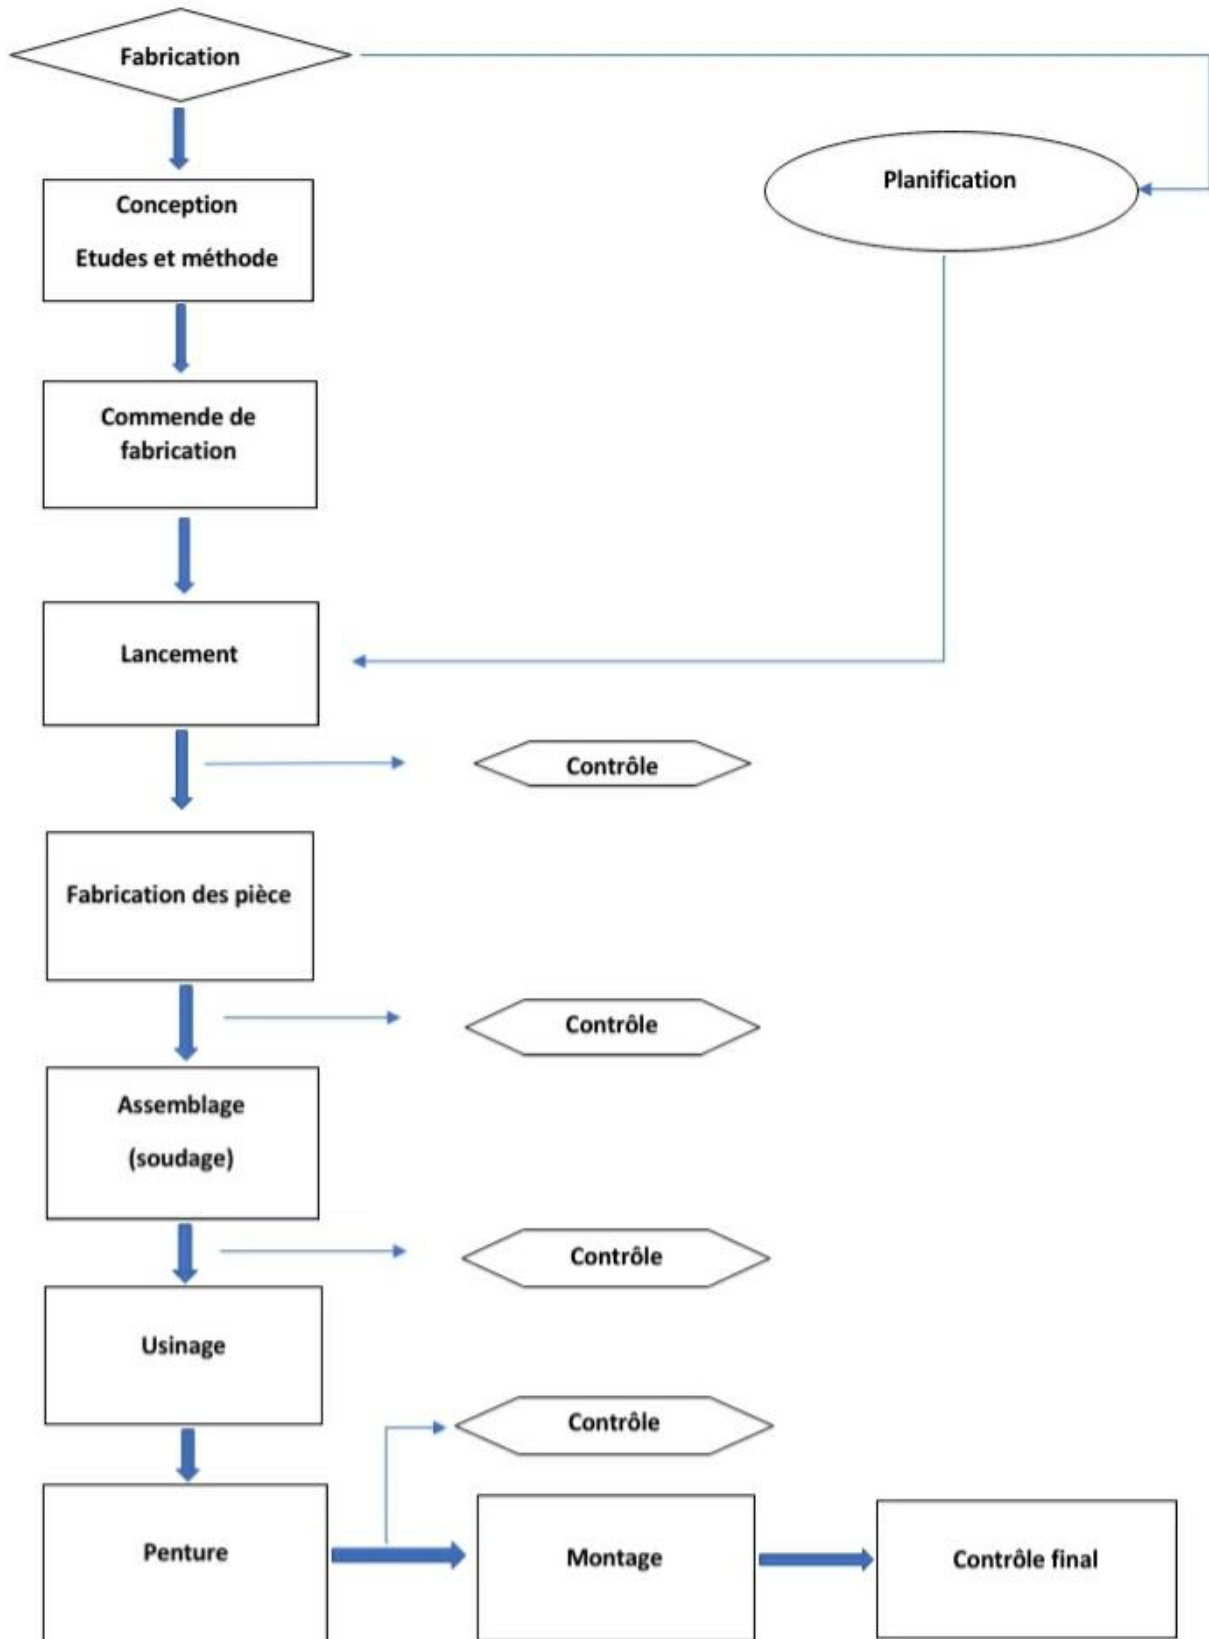 Fabrication
Planification
Conception
Etudes et méthode
Commende de
fabrication
Lancement
Contrôle
Fabrication des pièce
Contrôle
Assemblage
(soudage)
Contrôle
Usinage
Contrôle
Penture
Montage
Contrôle final